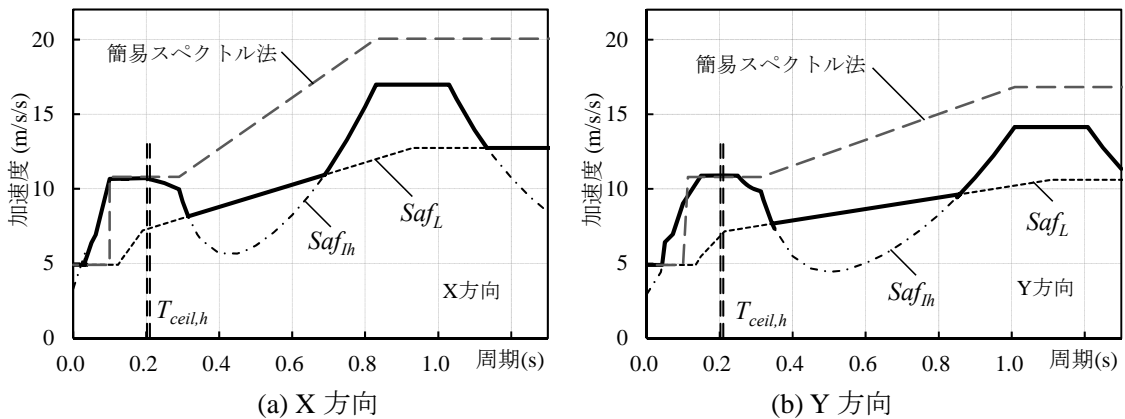 加速度 (m/s/s)
20
15
10
5
0
簡易スペクトル法
Saf_L
Saf_Ih
X方向
T_ceil,h
0.0 0.2 0.4 0.6 0.8 1.0 周期(s)
(a) X 方向
加速度 (m/s/s)
20
15
10
5
0
簡易スペクトル法
Saf_L
Saf_Ih
Y方向
T_ceil,h
0.0 0.2 0.4 0.6 0.8 1.0 周期(s)
(b) Y 方向